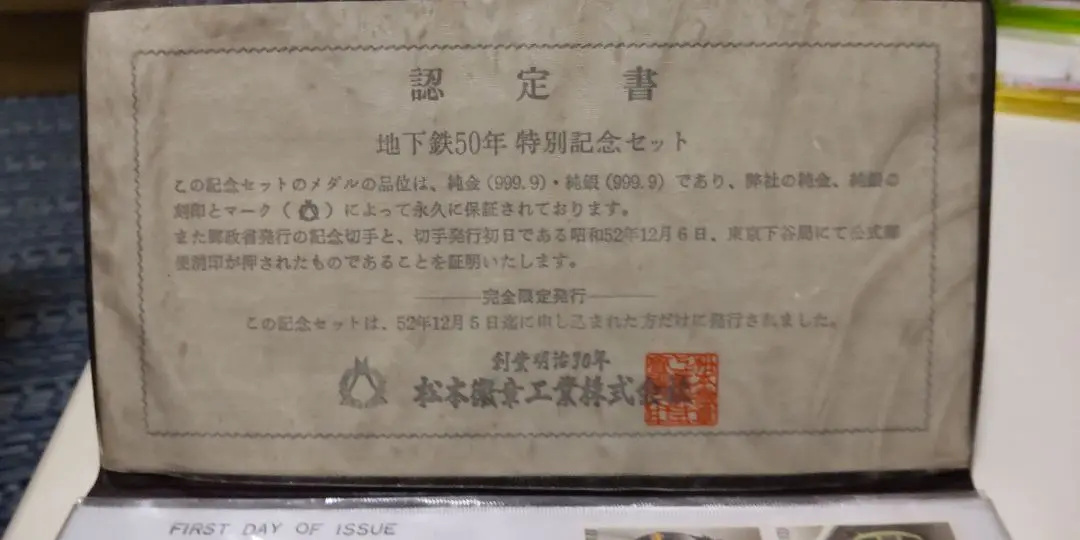 認定書
地下鉄50年 特別記念セット
この記念セットのメダルの品位は、純金(999.9)・純銀(999.9)であり、弊社の純金、純銀の
刻印とマーク( )によって永久に保証されております。
また郵政省発行の記念切手と、切手発行初日である昭和52年12月6日、東京下谷局にて公式郵
便消印が押されたものであることを証明いたします。
完全限定発行
この記念セットは、52年12月5日迄に申し込まれた方だけに発行されました。
創業明治30年
松本徽章工業株式会社
FIRST DAY OF ISSUE